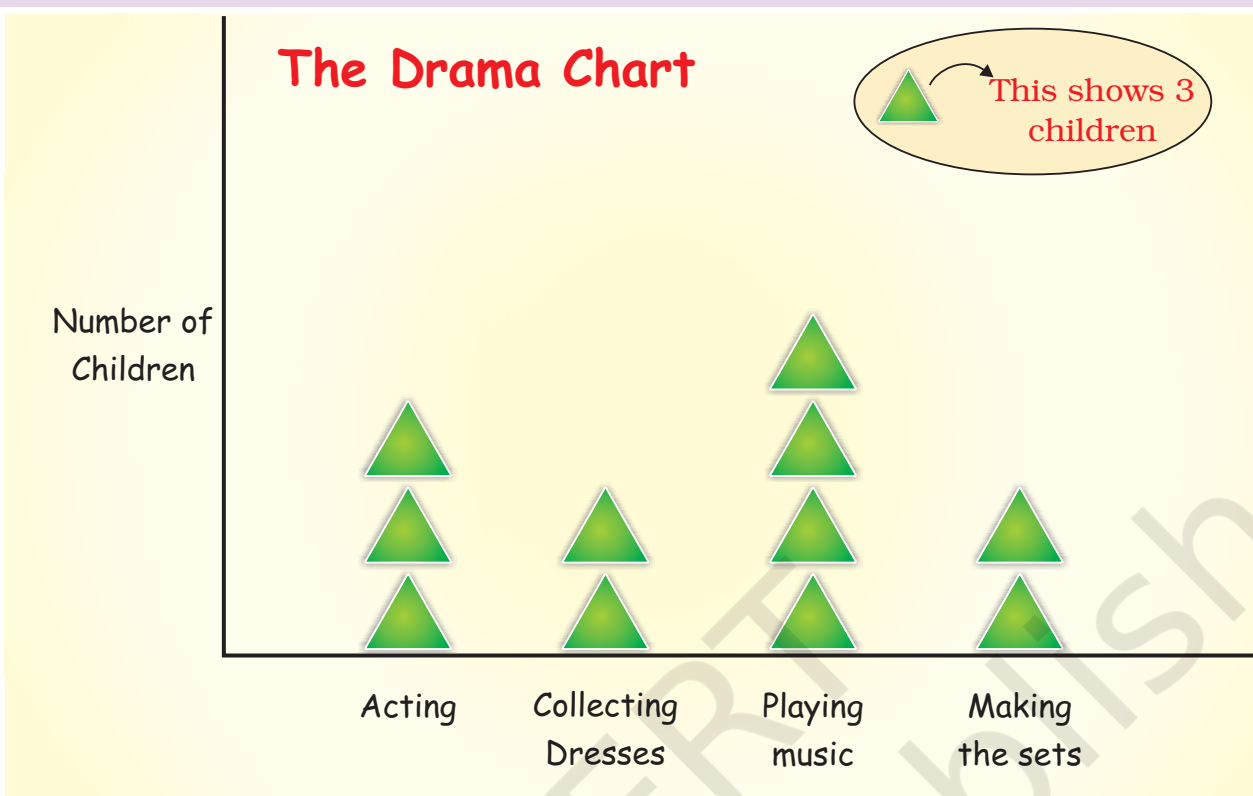 The Drama Chart
This shows 3
children
Number of
Children
Acting
Collecting
Dresses
Playing
music
Making
the sets